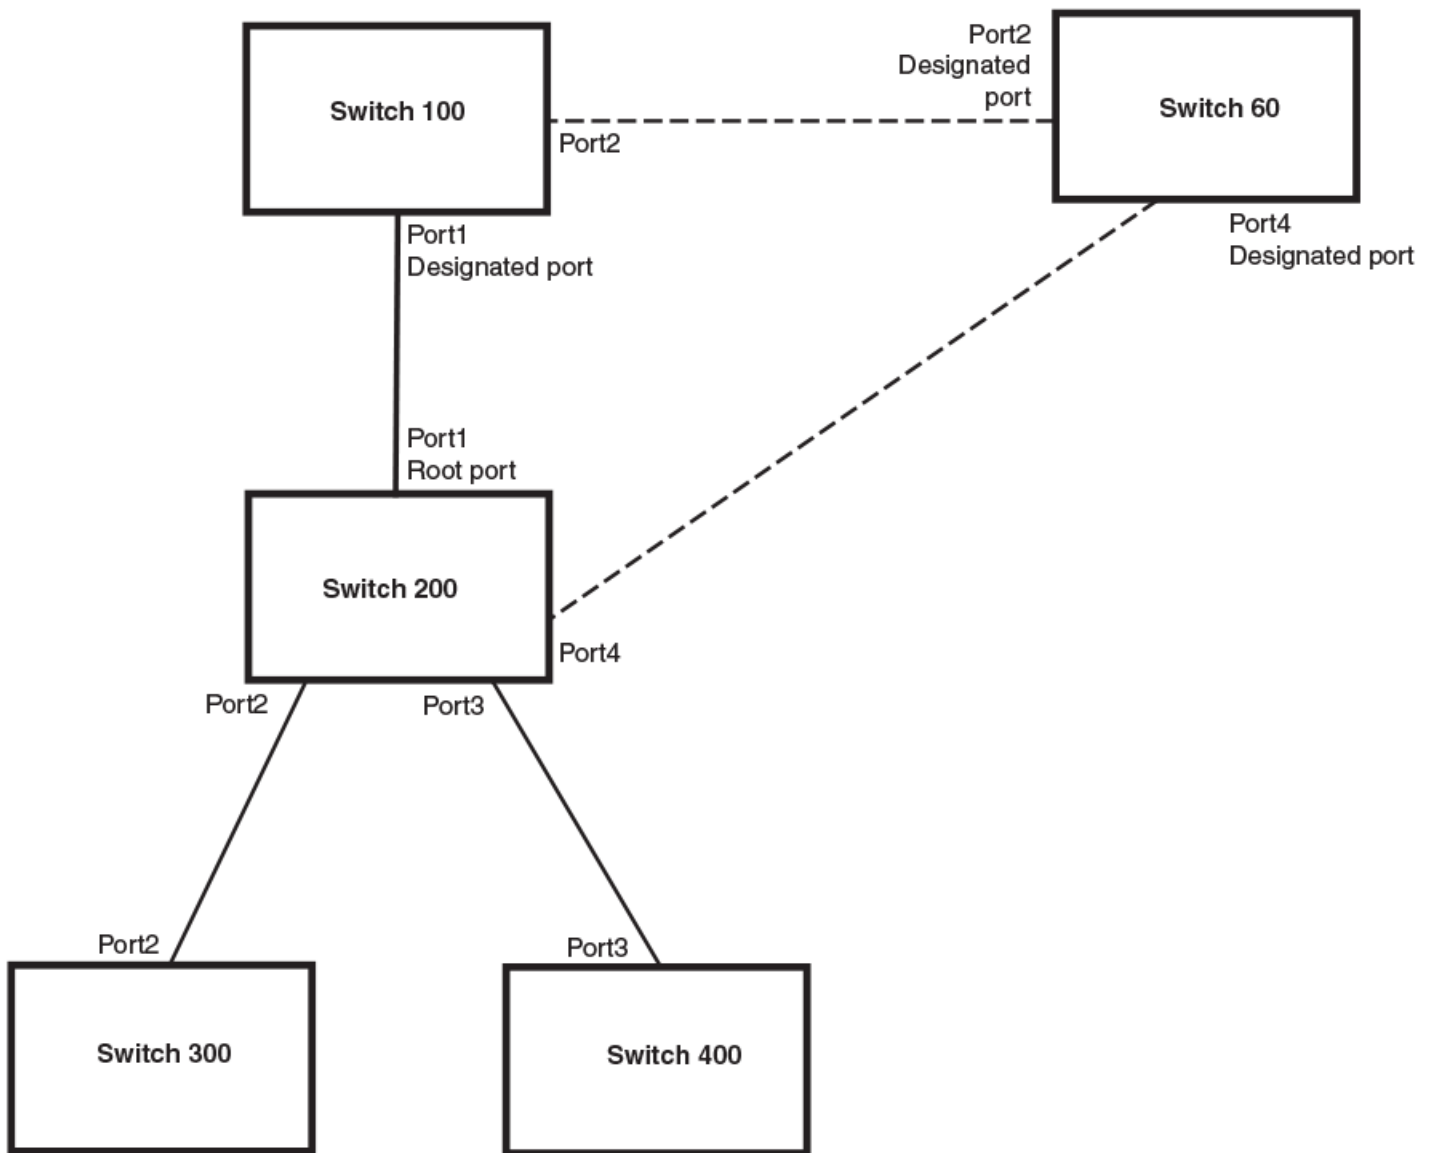 Switch 100
Port2
Designated
port
Switch 60
Port2
Port1
Designated port
Port4
Designated port
Port1
Root port
Switch 200
Port4
Port2
Port3
Port2
Port3
Switch 300
Switch 400